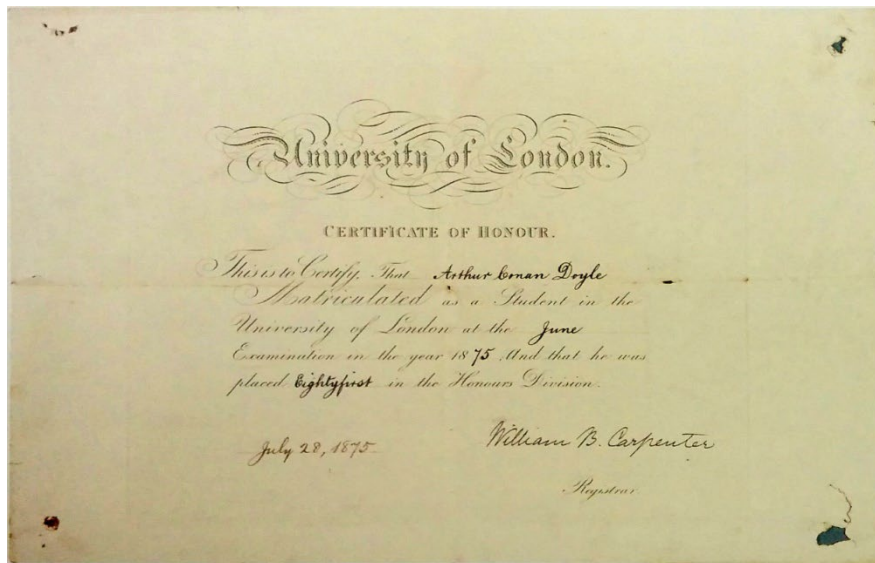 University of London.
CERTIFICATE OF HONOUR.
This is to Certify, That Arthur Conan Doyle
Matriculated as a Student in the
University of London at the June
Examination in the year 1875. And that he was
placed Eightyfirst in the Honours Division.
July 28, 1875
William B. Carpenter
Registrar